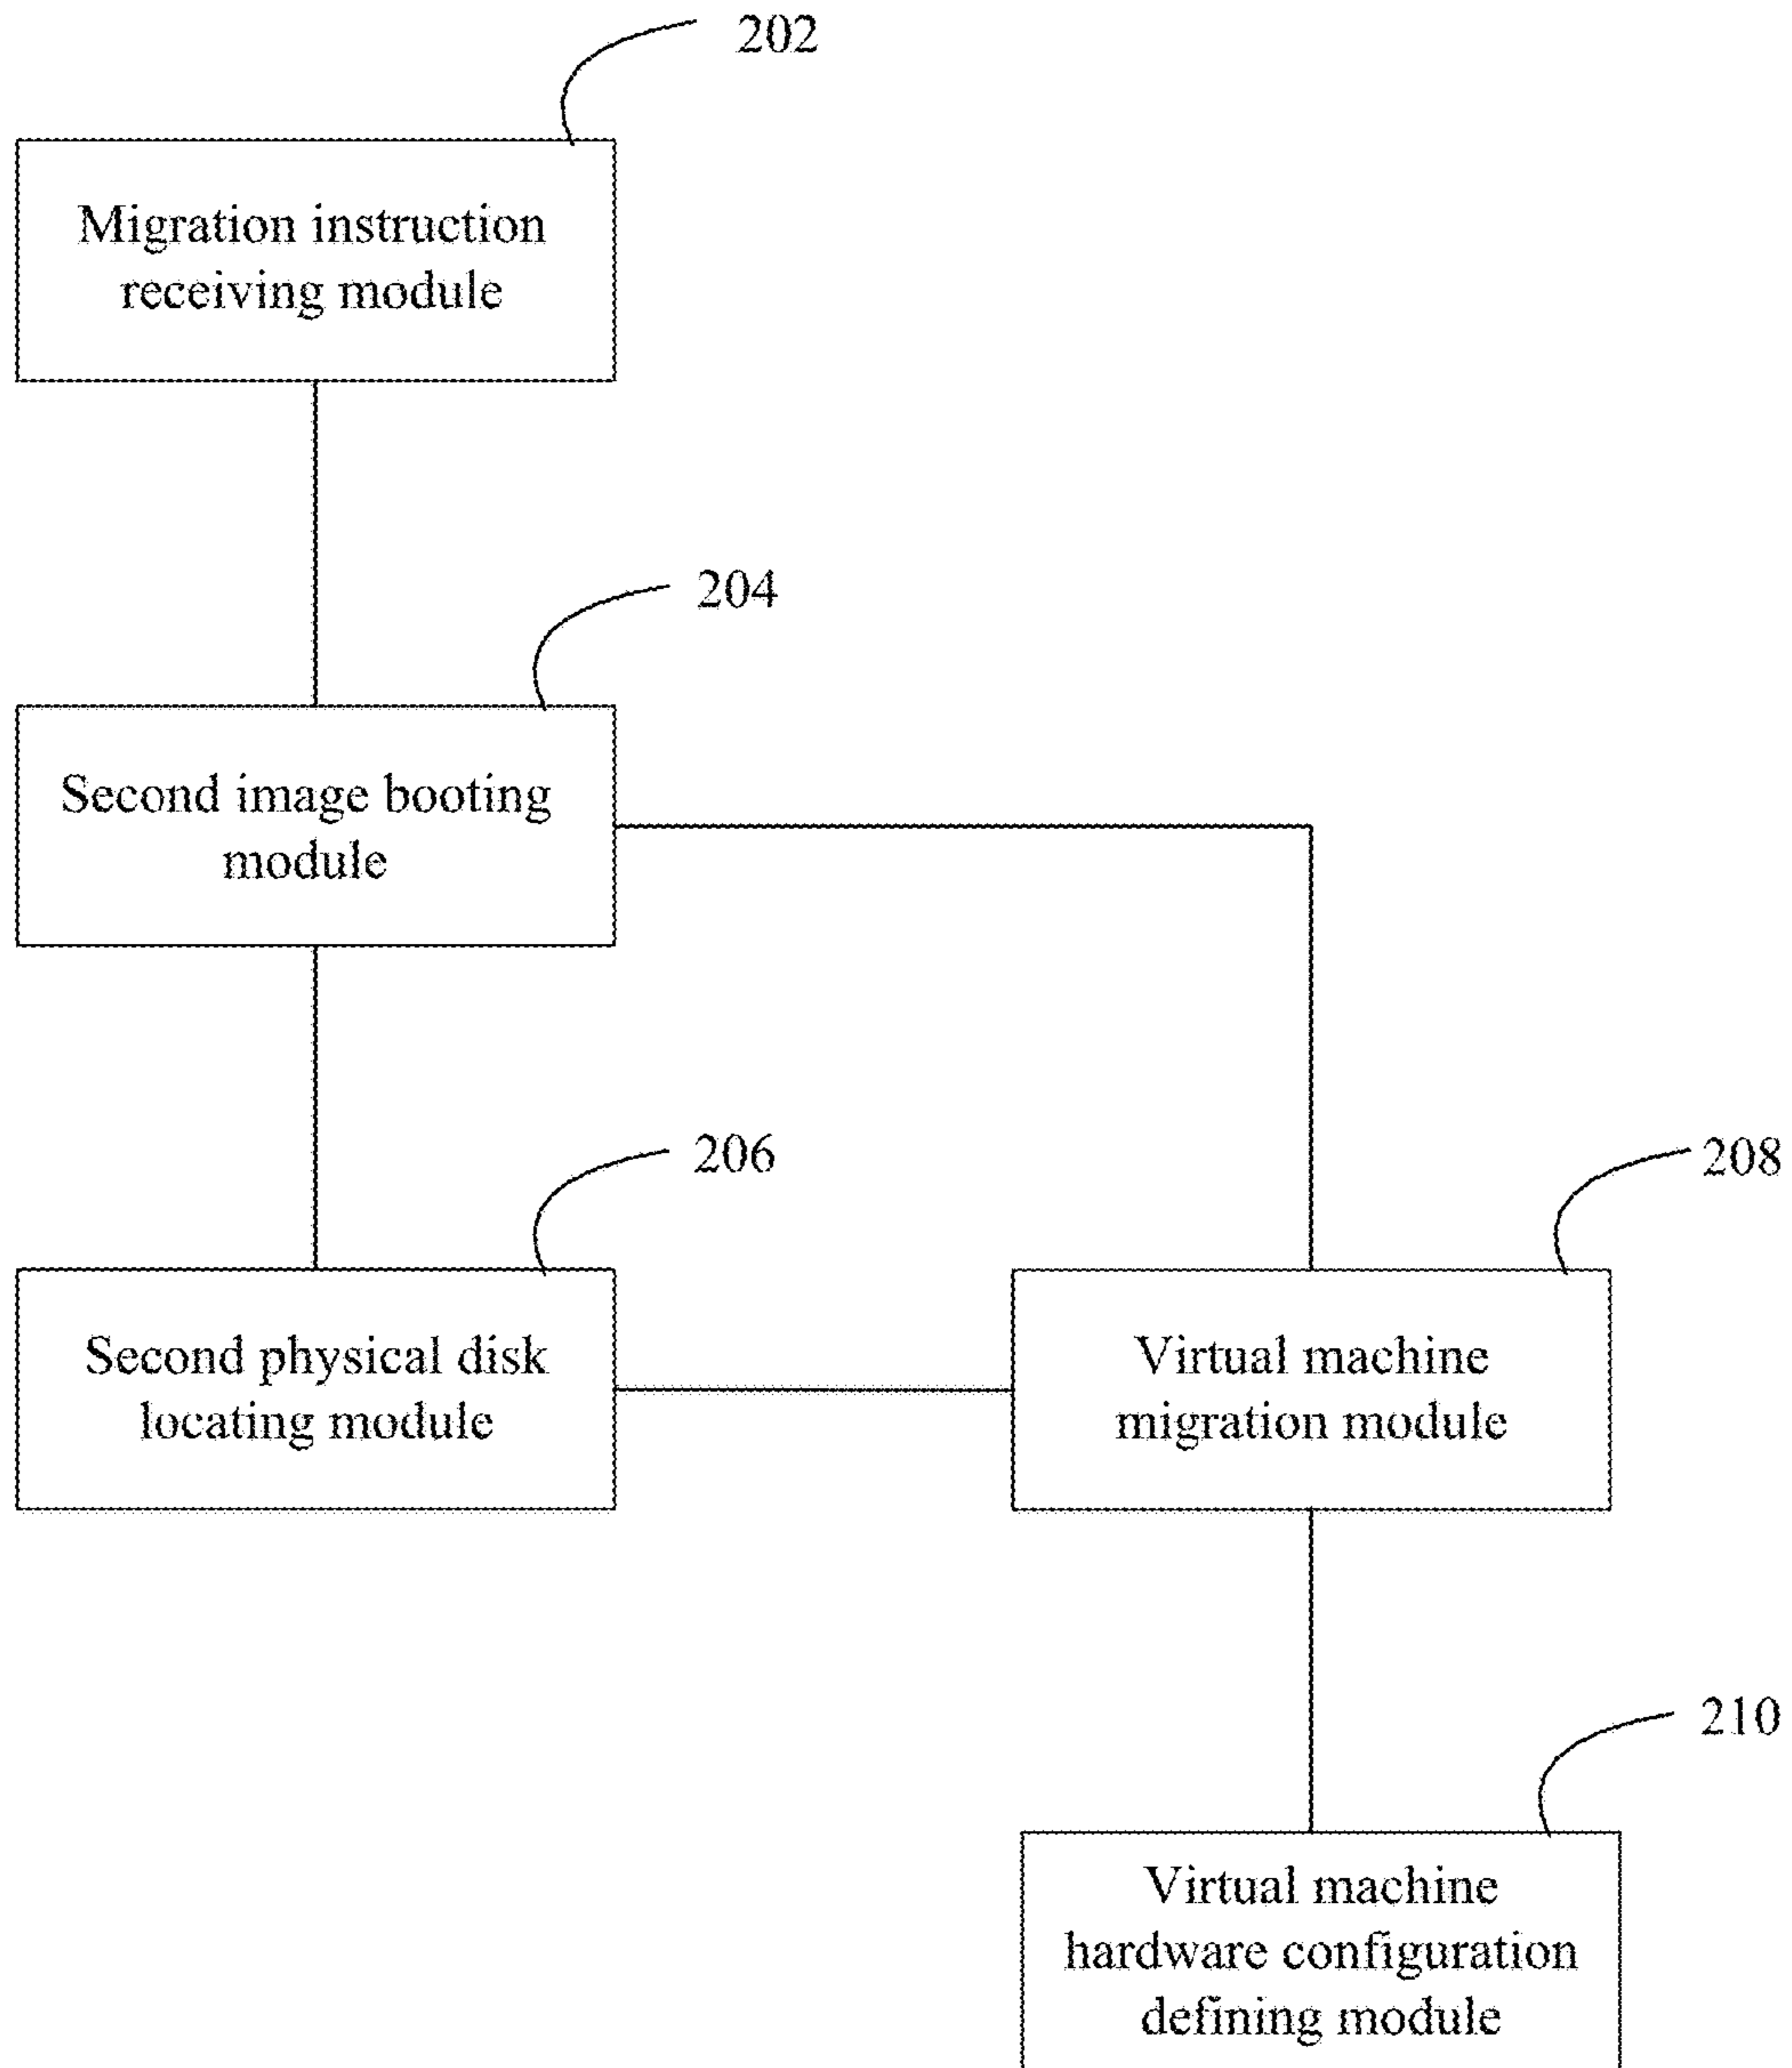 202
Migration instruction
receiving module
204
Second image booting
module
206
Second physical disk
locating module
208
Virtual machine
migration module
210
Virtual machine
hardware configuration
defining module